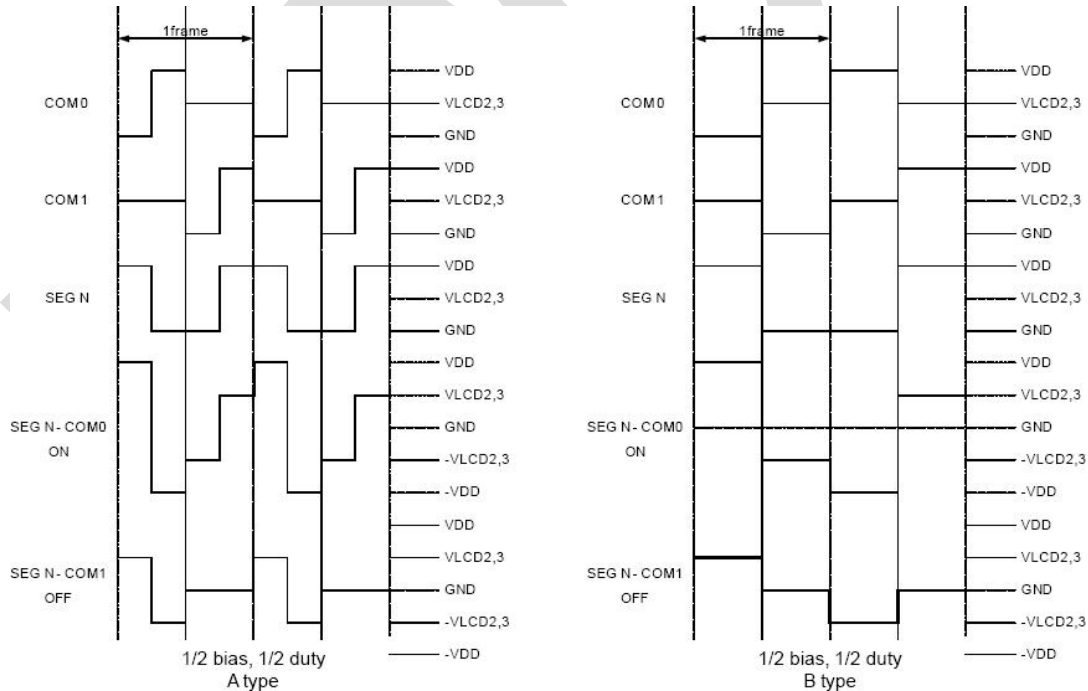 1frame
COM0
VDD
VLCD2,3
GND
COM1
VDD
VLCD2,3
GND
SEG N
VDD
VLCD2,3
GND
SEG N- COM0
ON
VDD
VLCD2,3
GND
-VLCD2,3
-VDD
SEG N- COM1
OFF
VDD
VLCD2,3
GND
-VLCD2,3
-VDD
1/2 bias, 1/2 duty
A type
1frame
COM0
VDD
VLCD2,3
GND
COM1
VDD
VLCD2,3
GND
SEG N
VDD
VLCD2,3
GND
SEG N- COM0
ON
VDD
VLCD2,3
GND
-VLCD2,3
-VDD
SEG N- COM1
OFF
VDD
VLCD2,3
GND
-VLCD2,3
-VDD
1/2 bias, 1/2 duty
B type